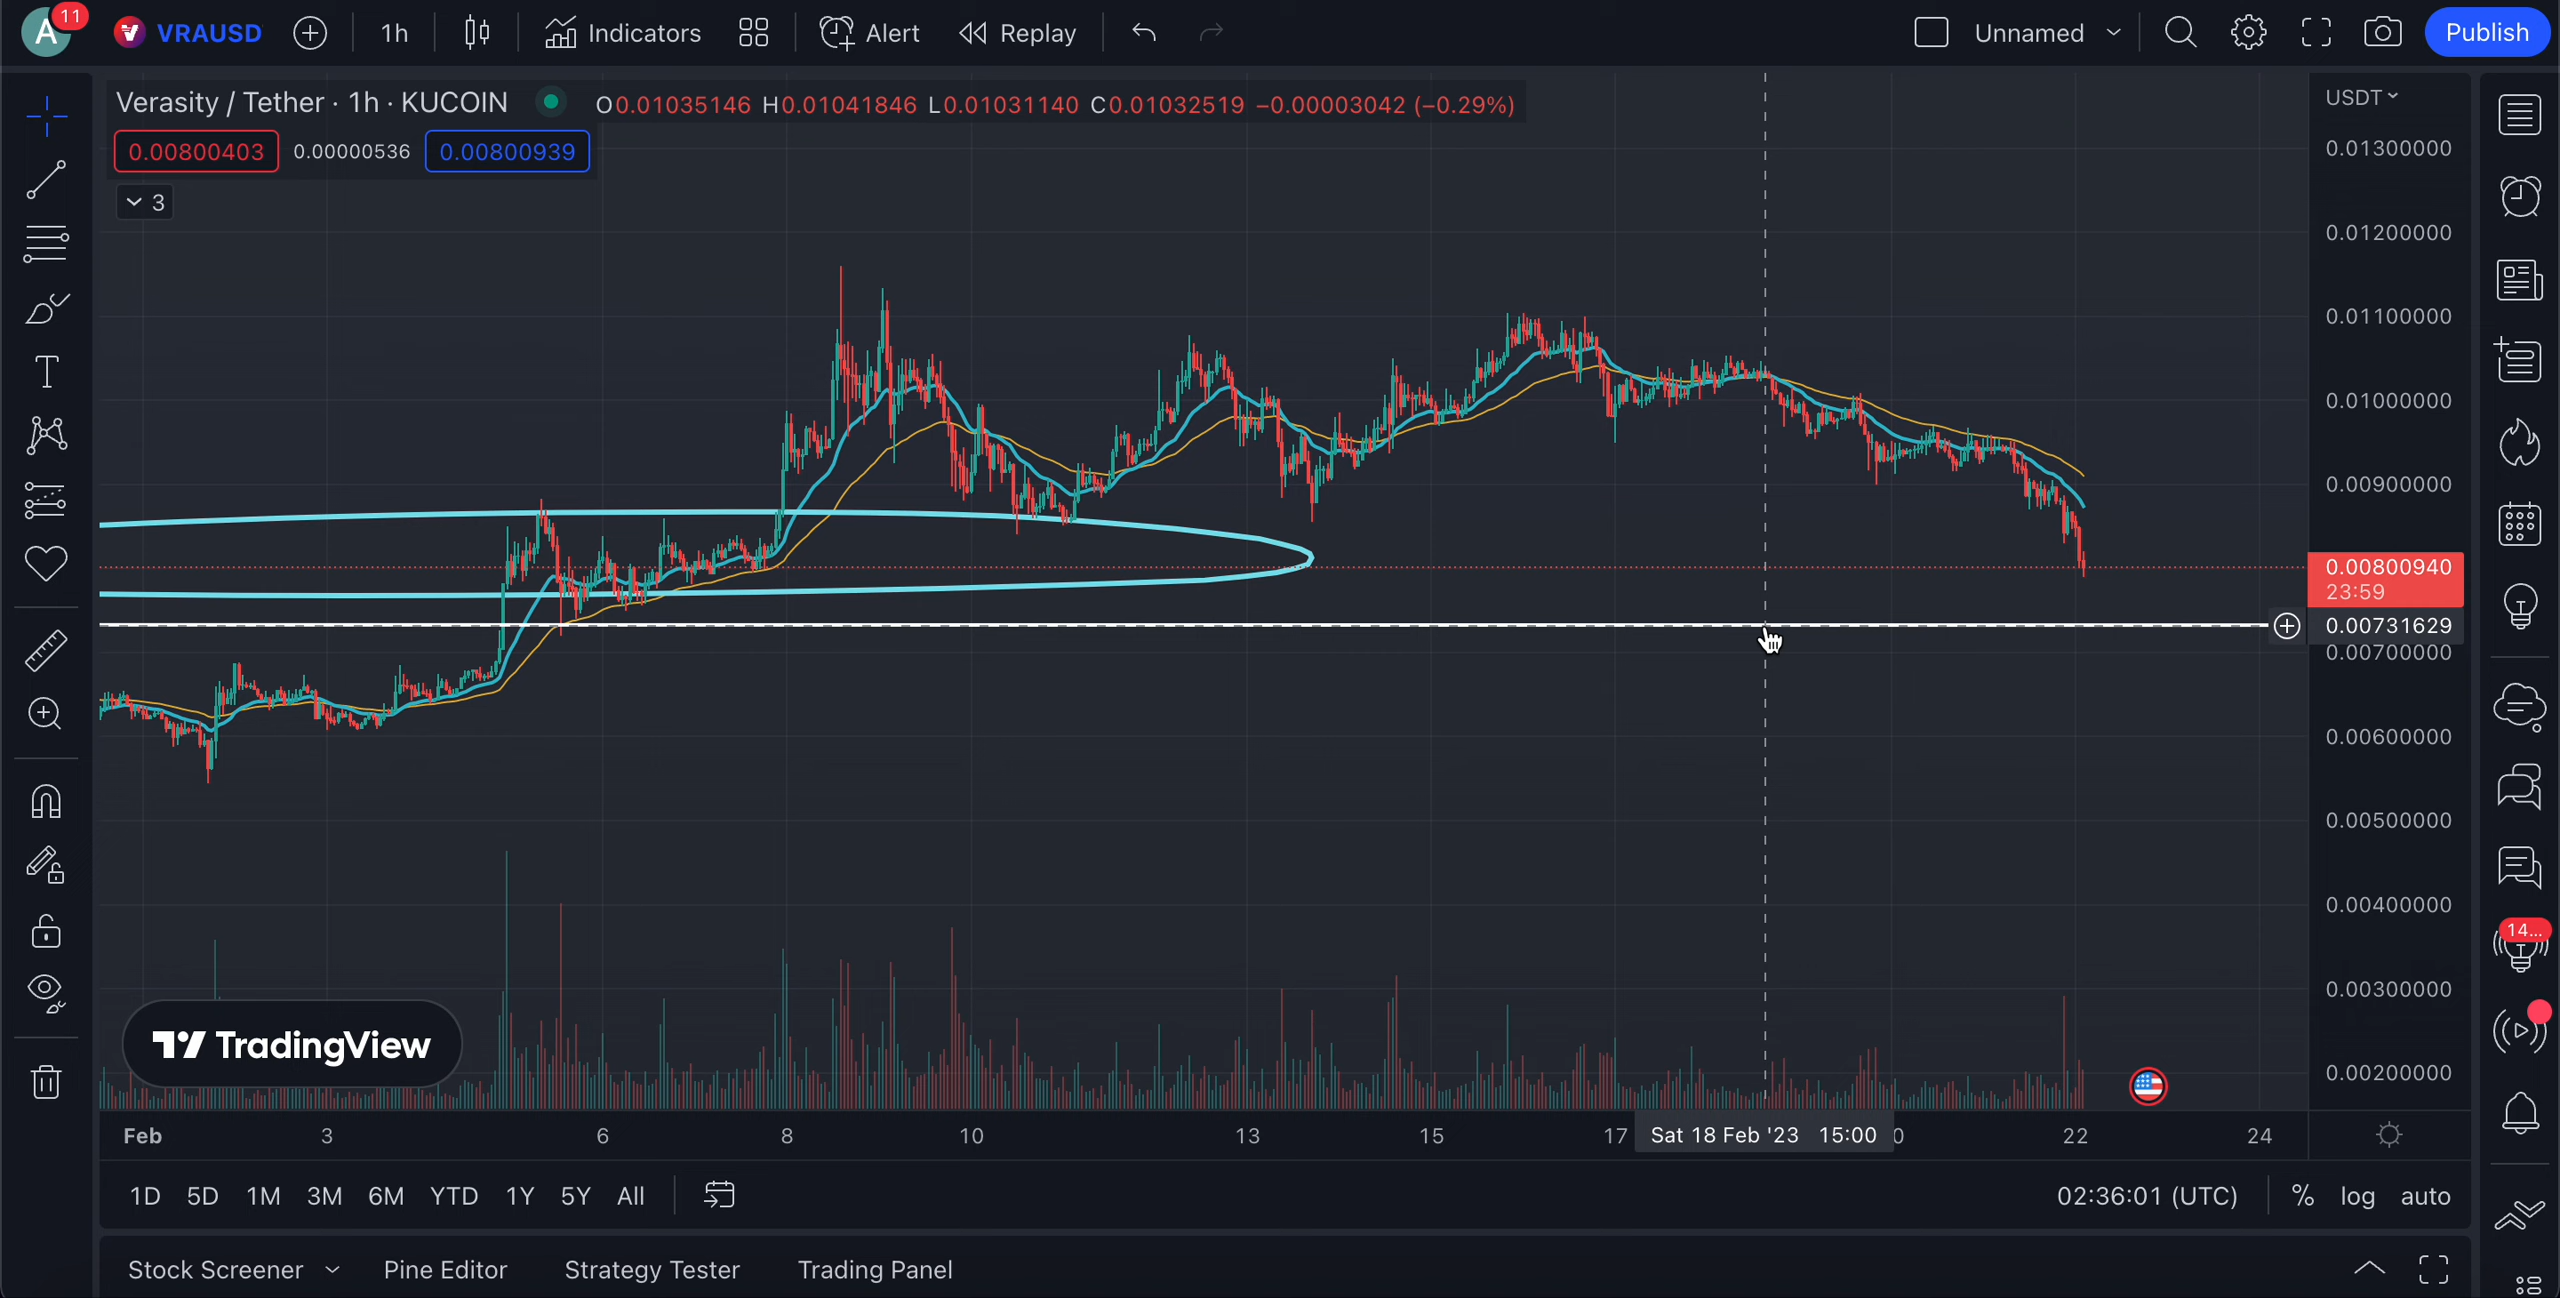 A 11 VRAUSD 1h Indicators Alert Replay Unnamed Publish
Verasity / Tether · 1h · KUCOIN O0.01035146 H0.01041846 L0.01031140 C0.01032519 −0.00003042 (−0.29%)
0.00800403 0.00000536 0.00800939
3
USDT
0.01300000
0.01200000
0.01100000
0.01000000
0.00900000
0.00800940
23:59
0.00731629
0.00700000
0.00600000
0.00500000
0.00400000
14...
0.00300000
TradingView
0.00200000
Feb 3 6 8 10 13 15 17 Sat 18 Feb '23 15:00 0 22 24
1D 5D 1M 3M 6M YTD 1Y 5Y All 02:36:01 (UTC) % log auto
Stock Screener Pine Editor Strategy Tester Trading Panel